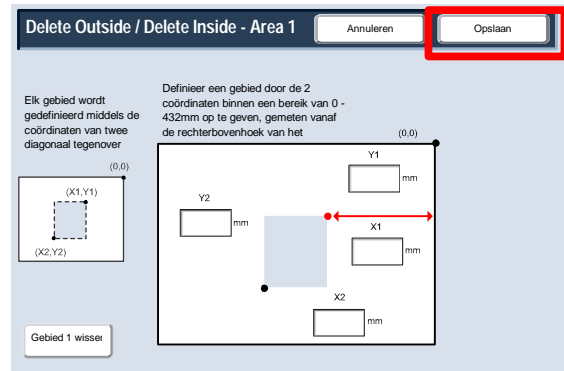 Delete Outside / Delete Inside - Area 1
Annuleren
Opslaan
Elk gebied wordt
gedefinieerd middels de
coördinaten van twee
diagonaal tegenover
(0,0)
(X1,Y1)
(X2,Y2)
Definieer een gebied door de 2
coördinaten binnen een bereik van 0 -
432mm op te geven, gemeten vanaf
de rechterbovenhoek van het
(0,0)
Y1
mm
Y2
mm
X1
mm
X2
mm
Gebied 1 wissen